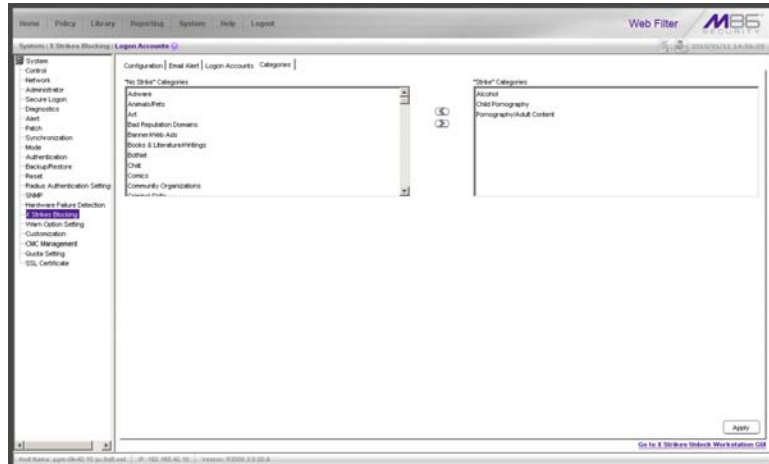 Home Policy Library Reporting System Help Logout
Web Filter
M86 SECURITY
System : X Strikes Blocking : Logon Accounts
System
Control
Network
Administrator
Secure Logon
Diagnostics
Alert
Patch
Synchronization
Mode
Authentication
Backup/Restore
Reset
Radius Authentication Setting
SNMP
Hardware Failure Detection
X Strikes Blocking
Warn Option Setting
Customization
CMC Management
Quota Setting
SSL Certificate
Configuration Email Alert Logon Accounts Categories
"No Strike" Categories
Adware
Animals/Pets
Art
Bad Reputation Domains
Banner/Web Ads
Books & Literature/Writings
BotNet
Chat
Comics
Community Organizations
Criminal Skills
"Strike" Categories
Alcohol
Child Pornography
Pornography/Adult Content
Apply
Go to X Strikes Unlock Workstation GUI